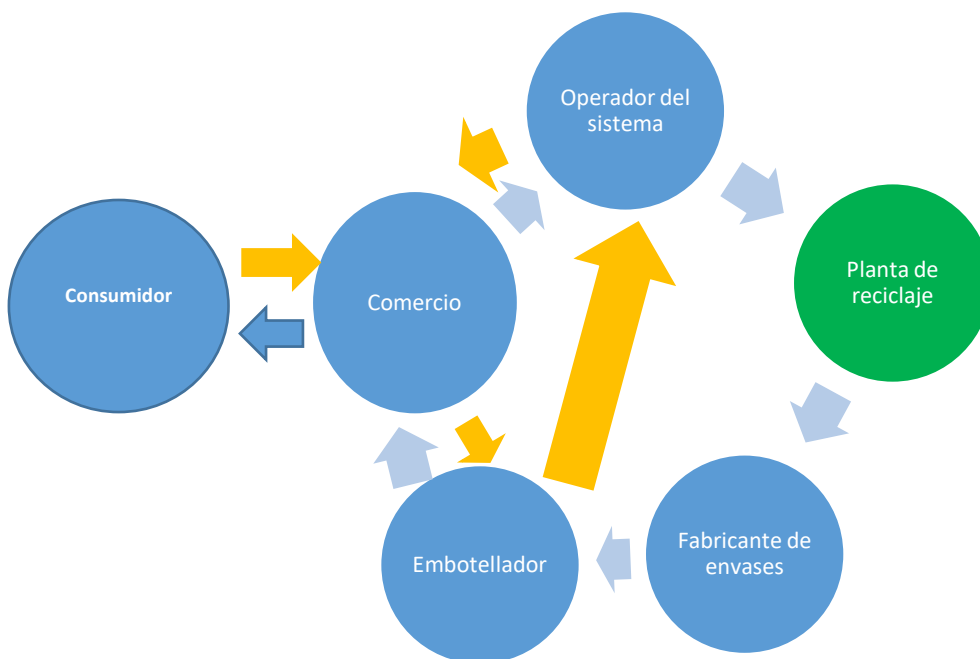 Operador del
sistema
Planta de
reciclaje
Consumidor
Comercio
Embotellador
Fabricante de
envases